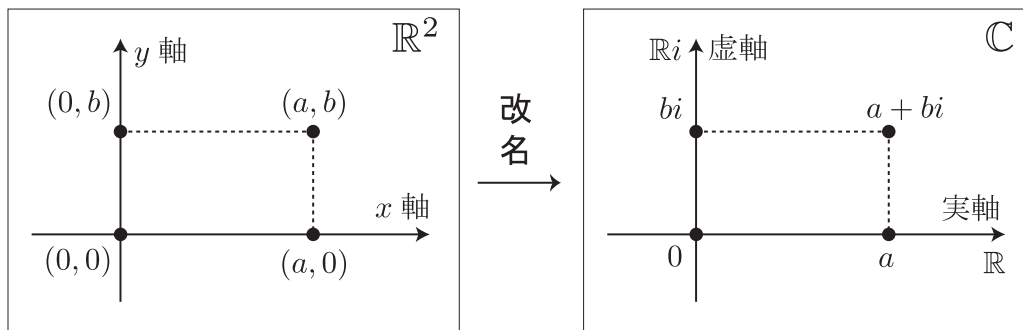 ℝ²
y 軸
(0, b)
(a, b)
x 軸
(0, 0)
(a, 0)
改
名
ℂ
ℝi 虚軸
bi
a + bi
実軸
0
a
ℝ